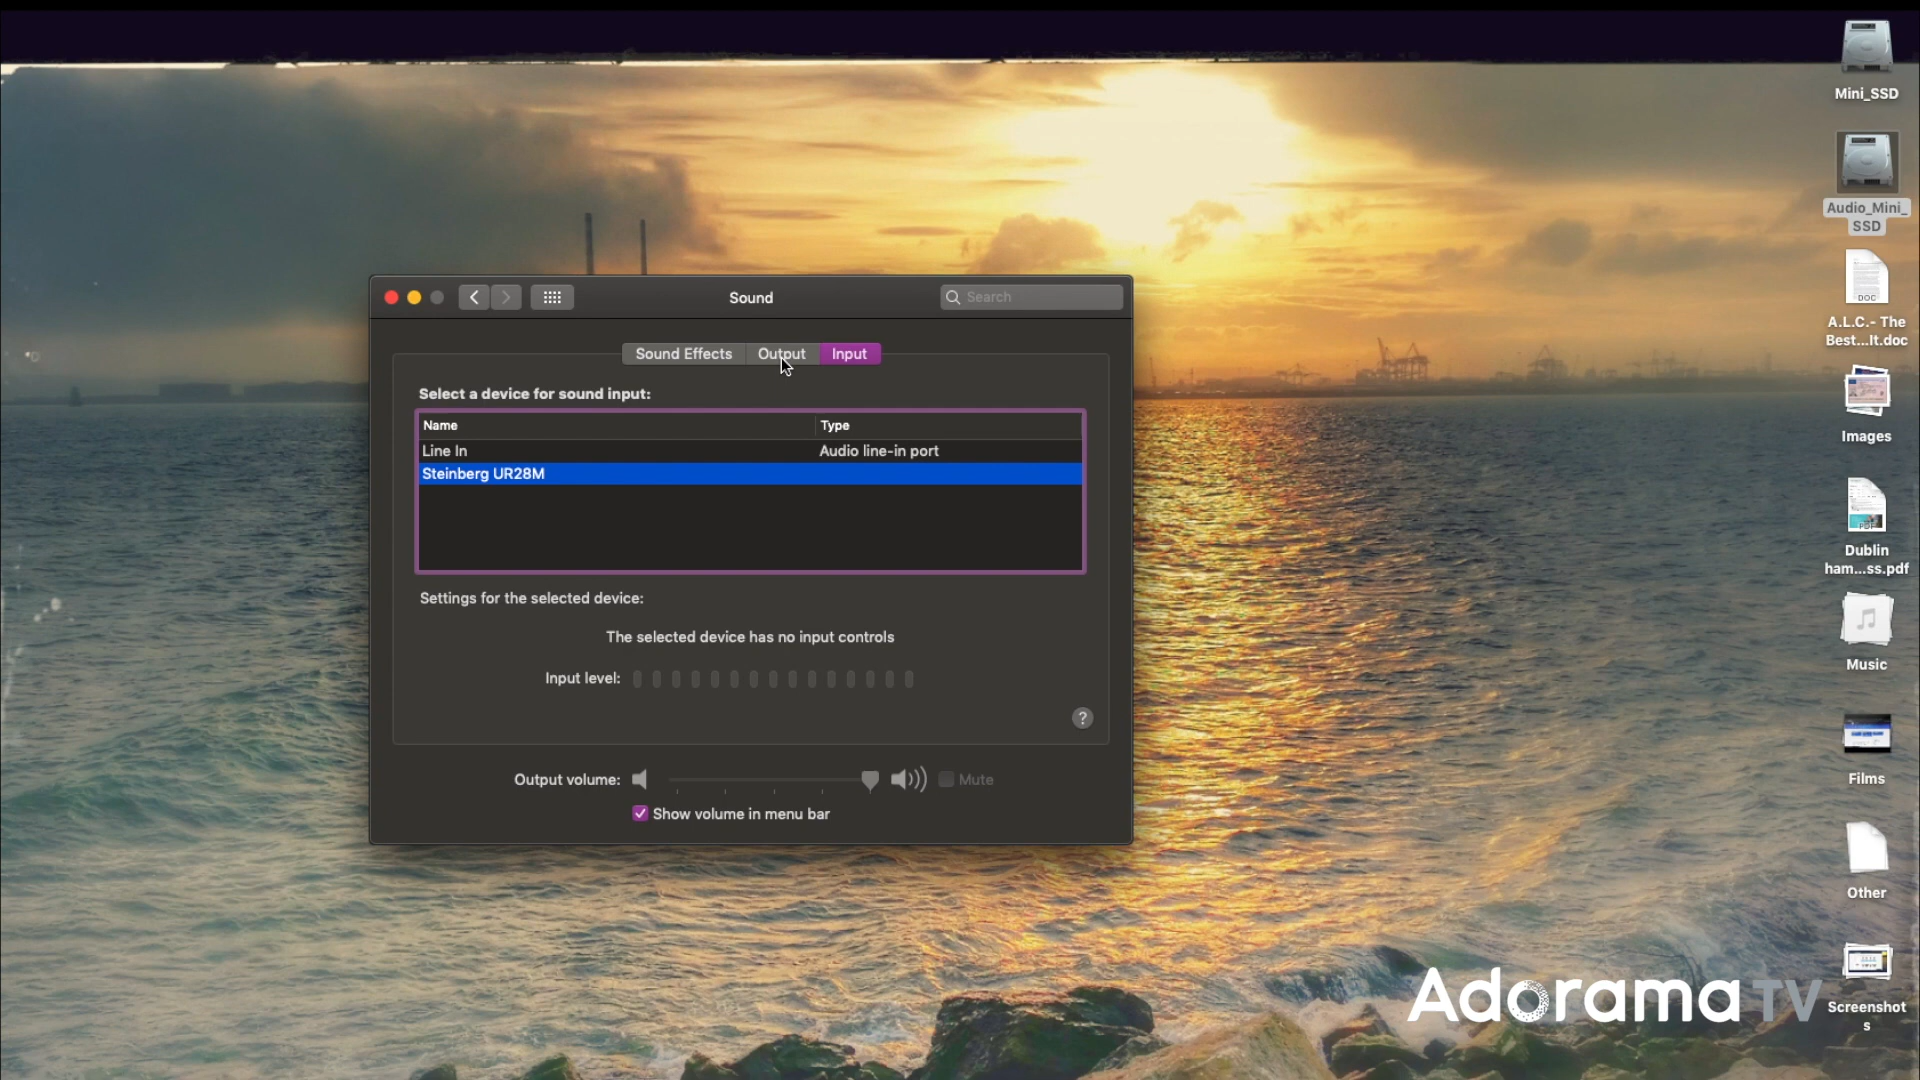 Sound
Search
Sound Effects
Output
Input
Select a device for sound input:
Name
Type
Line In
Audio line-in port
Steinberg UR28M
Settings for the selected device:
The selected device has no input controls
Input level:
?
Output volume:
Mute
Show volume in menu bar
Mini_SSD
Audio_Mini_
SSD
DOC
A.L.C.- The
Best...lt.doc
Images
PDF
Dublin
ham...ss.pdf
Music
Films
Other
Screenshot
s
Adorama TV